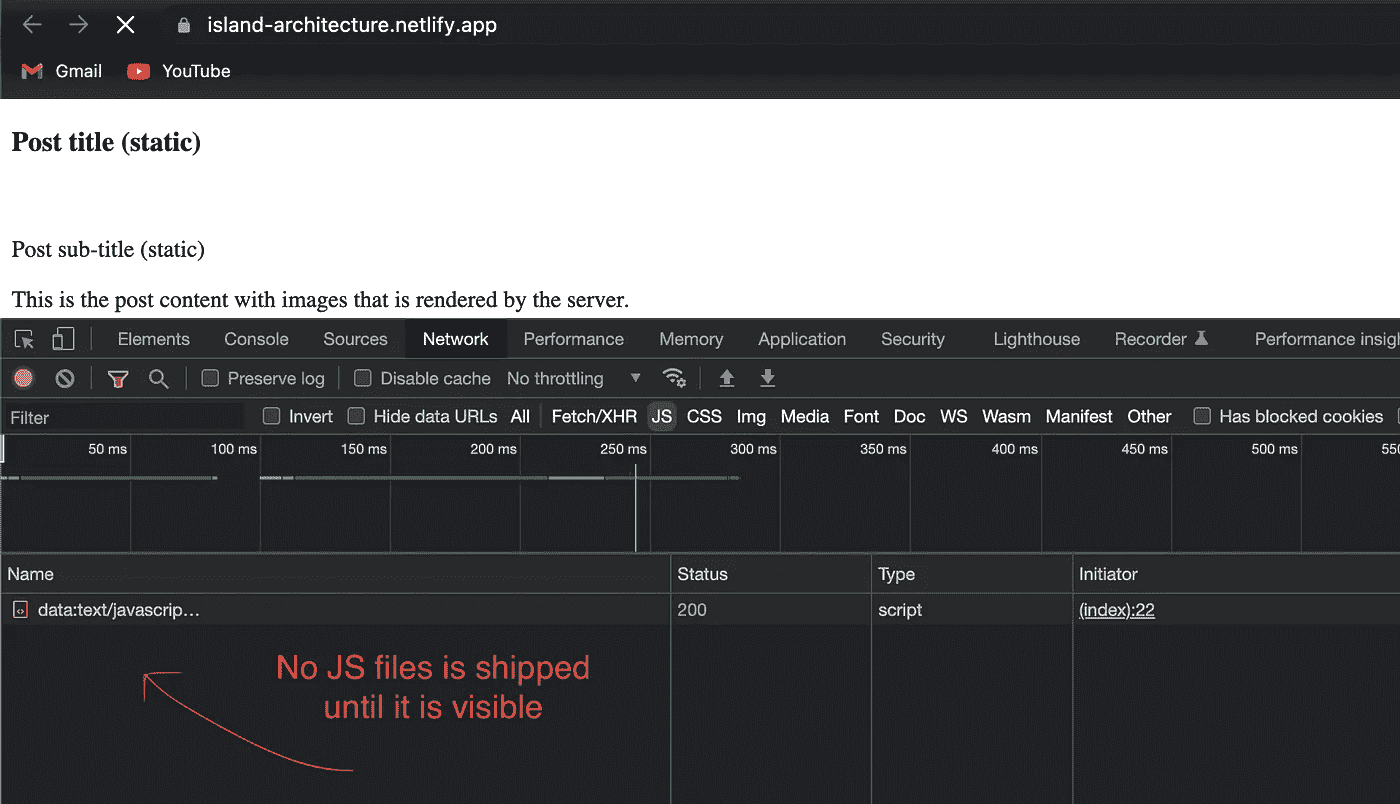 island-architecture.netlify.app
Gmail YouTube
Post title (static)
Post sub-title (static)
This is the post content with images that is rendered by the server.
Elements Console Sources Network Performance Memory Application Security Lighthouse Recorder Performance insigl
Preserve log Disable cache No throttling
Filter Invert Hide data URLs All Fetch/XHR JS CSS Img Media Font Doc WS Wasm Manifest Other Has blocked cookies
50 ms 100 ms 150 ms 200 ms 250 ms 300 ms 350 ms 400 ms 450 ms 500 ms 55
Name Status Type Initiator
data:text/javascrip… 200 script (index):22
No JS files is shipped
until it is visible